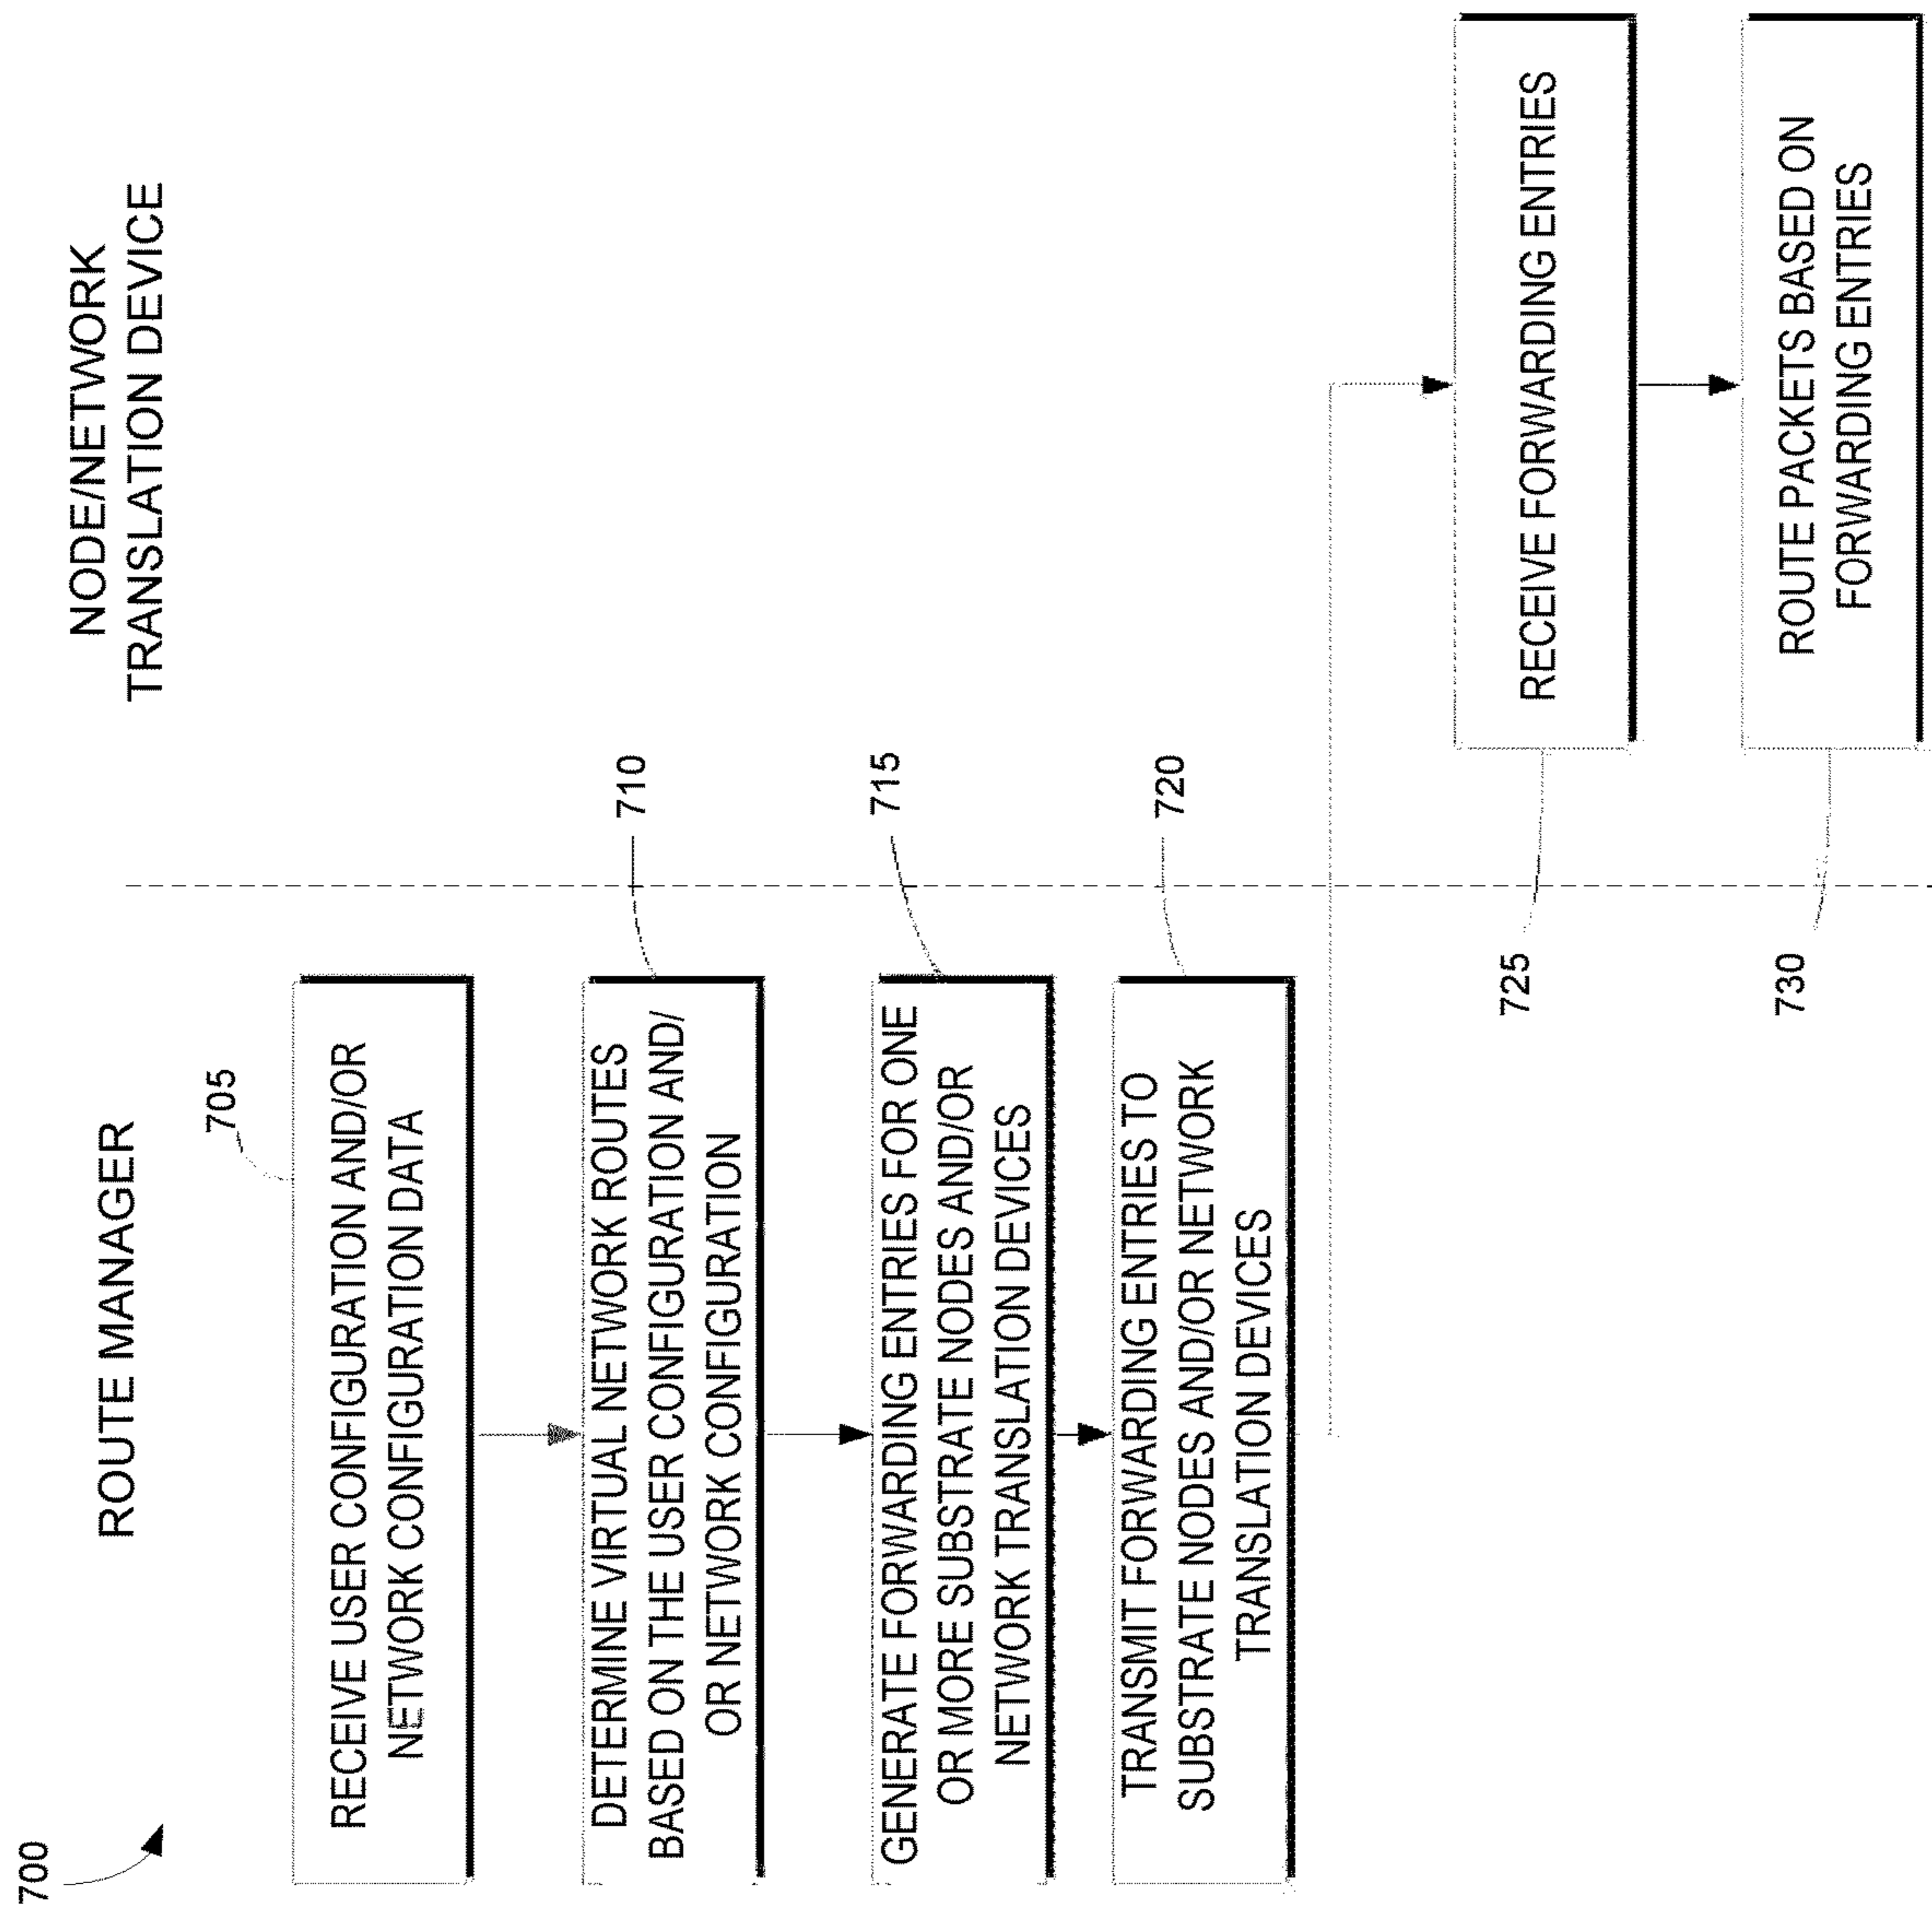 700
ROUTE MANAGER
NODE/NETWORK
TRANSLATION DEVICE
705
RECEIVE USER CONFIGURATION AND/OR
NETWORK CONFIGURATION DATA
710
DETERMINE VIRTUAL NETWORK ROUTES
BASED ON THE USER CONFIGURATION AND/
OR NETWORK CONFIGURATION
715
GENERATE FORWARDING ENTRIES FOR ONE
OR MORE SUBSTRATE NODES AND/OR
NETWORK TRANSLATION DEVICES
720
TRANSMIT FORWARDING ENTRIES TO
SUBSTRATE NODES AND/OR NETWORK
TRANSLATION DEVICES
725
RECEIVE FORWARDING ENTRIES
730
ROUTE PACKETS BASED ON
FORWARDING ENTRIES